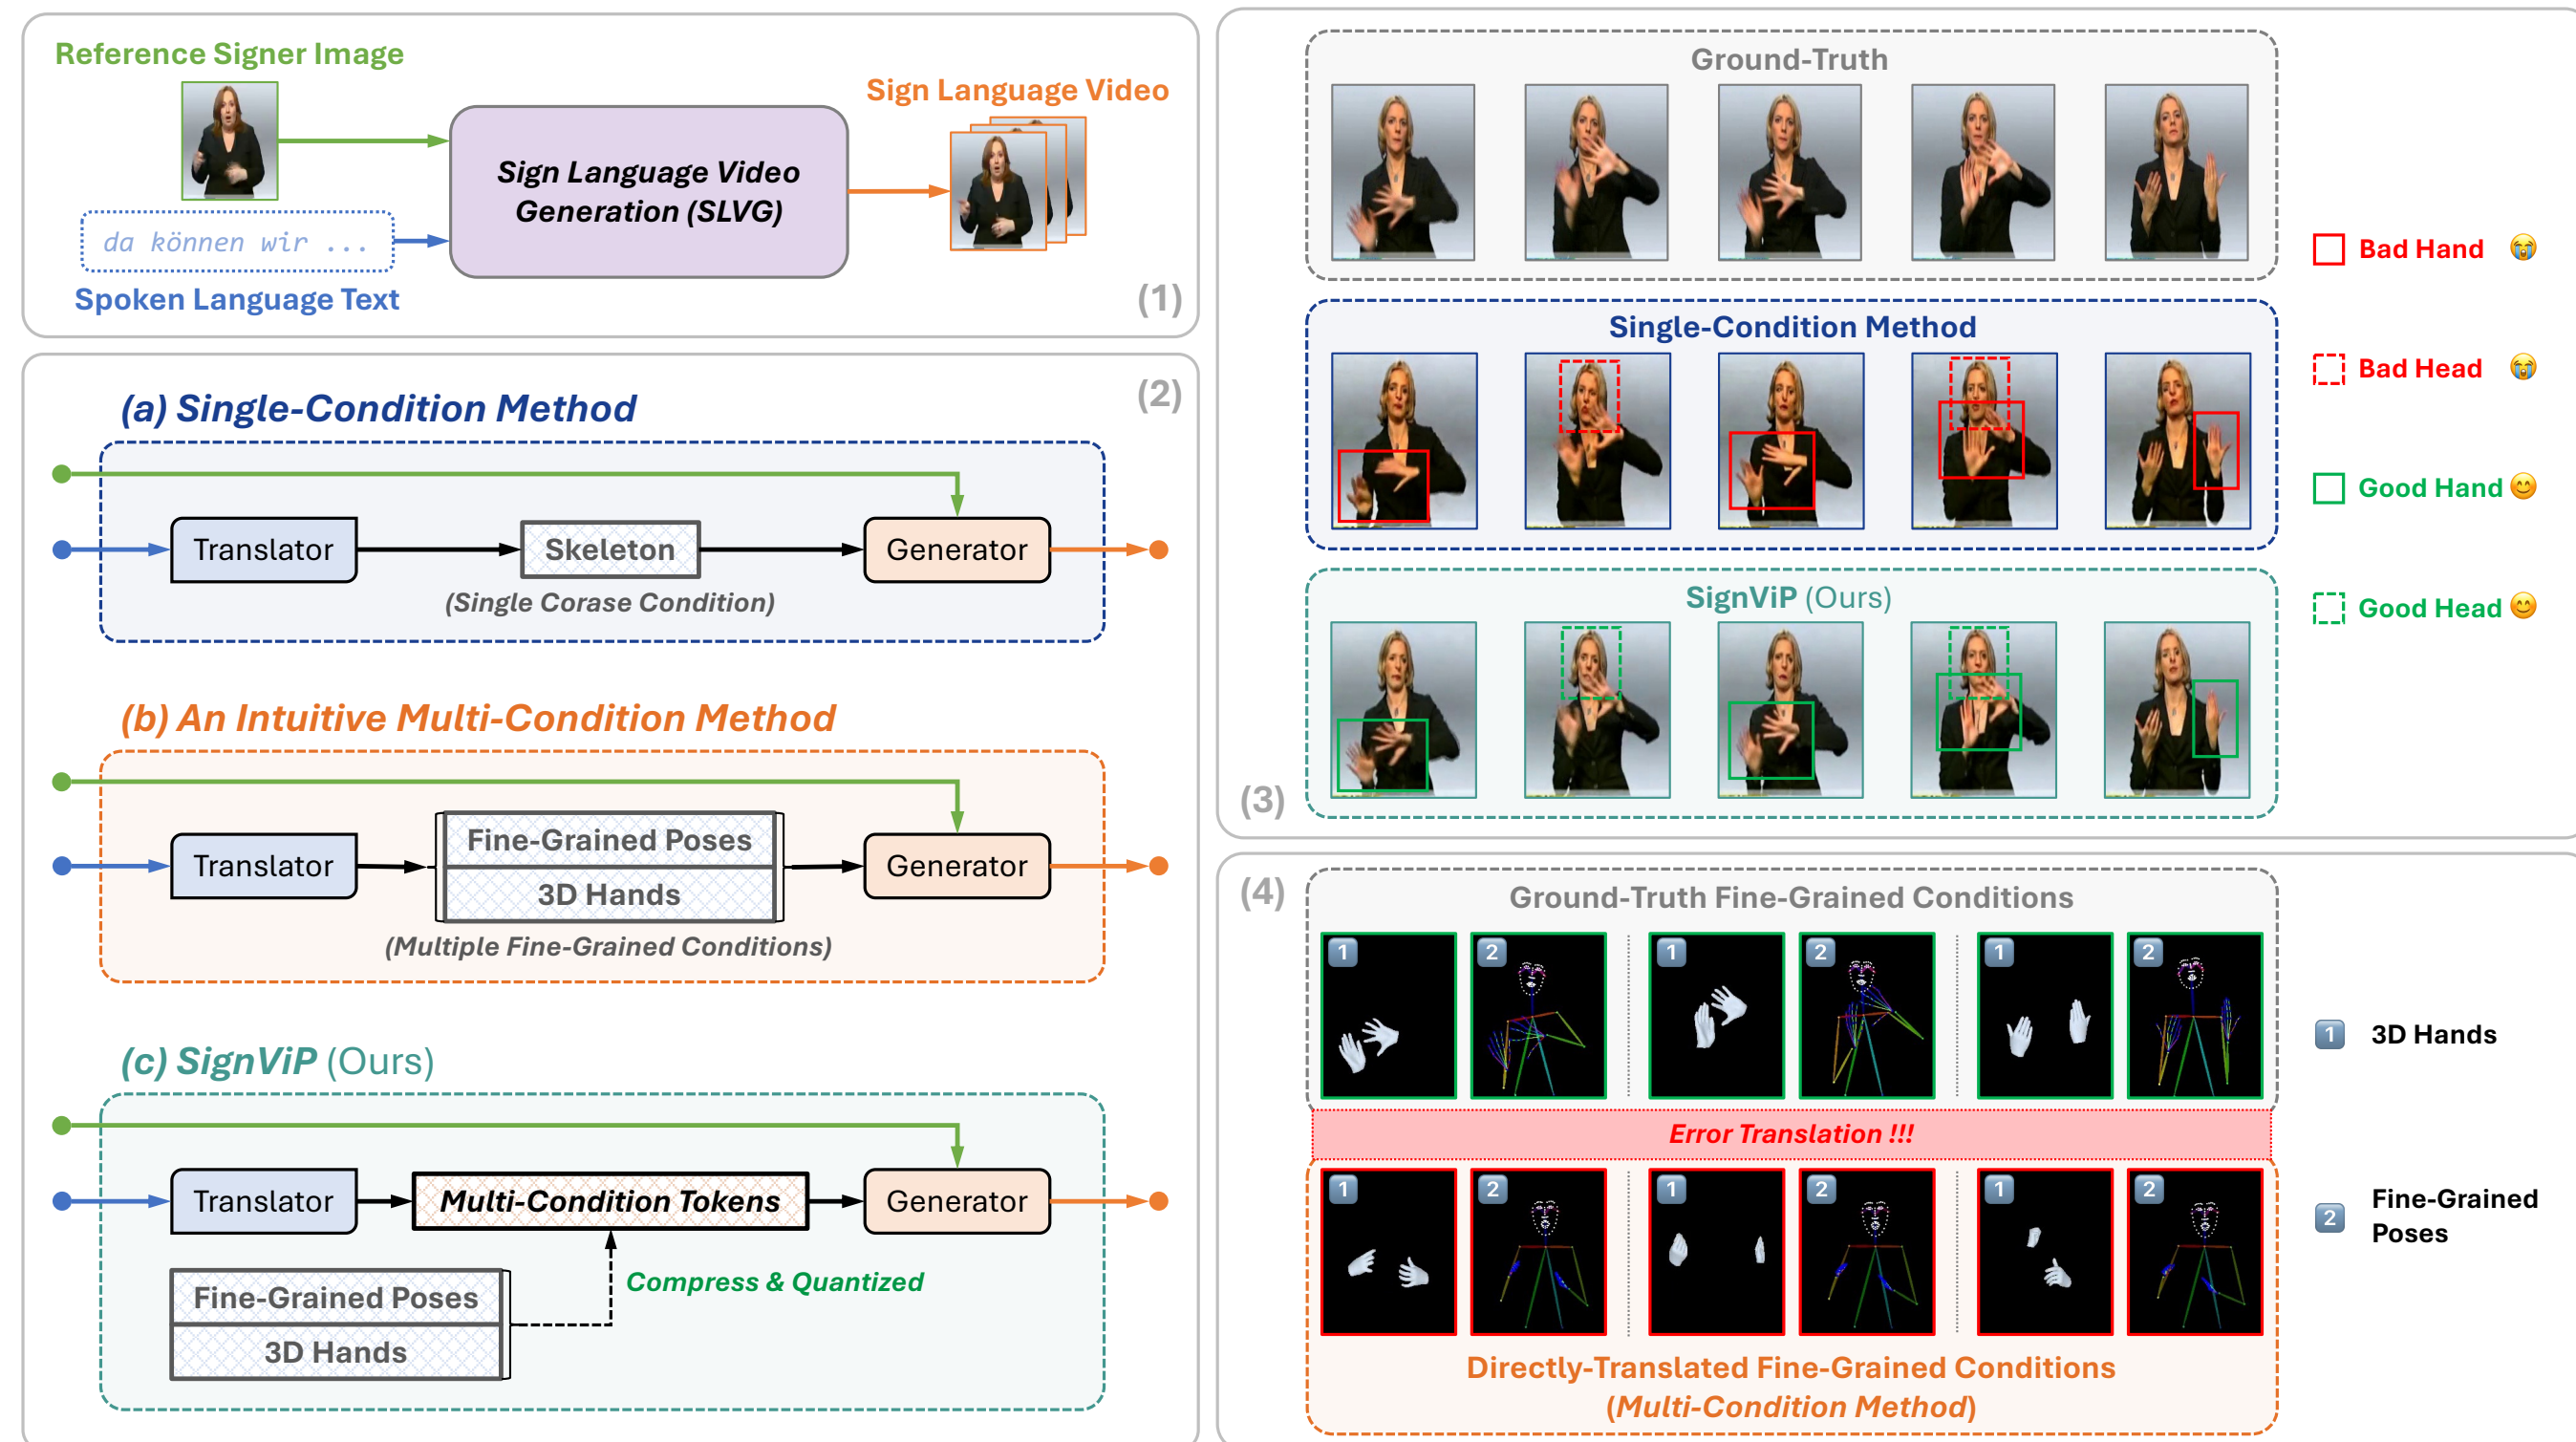 Reference Signer Image
da können wir ...
Spoken Language Text
Sign Language Video
Generation (SLVG)
Sign Language Video
(1)
(2)
(a) Single-Condition Method
Translator
Skeleton
Generator
(Single Corase Condition)
(b) An Intuitive Multi-Condition Method
Translator
Fine-Grained Poses
3D Hands
Generator
(Multiple Fine-Grained Conditions)
(c) SignViP (Ours)
Translator
Multi-Condition Tokens
Generator
Compress & Quantized
Fine-Grained Poses
3D Hands
Ground-Truth
Single-Condition Method
SignViP (Ours)
(3)
Bad Hand
Bad Head
Good Hand
Good Head
(4)
Ground-Truth Fine-Grained Conditions
1 2 1 2 1 2
Error Translation !!!
1 2 1 2 1 2
Directly-Translated Fine-Grained Conditions
(Multi-Condition Method)
1 3D Hands
2 Fine-Grained
Poses